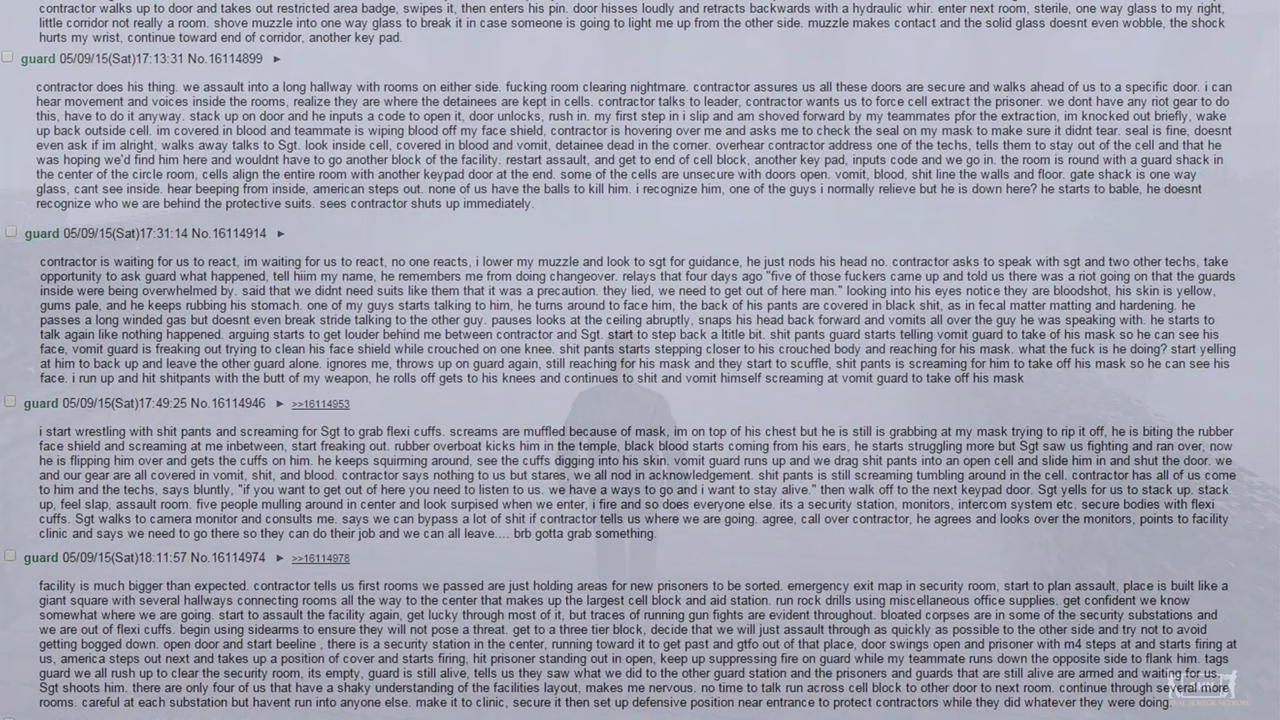 contractor walks up to door and takes out restricted area badge, swipes it, then enters his pin. door hisses loudly and retracts backwards with a hydraulic whir. enter next room, sterile, one way glass to my right,
little corridor not really a room. shove muzzle into one way glass to break it in case someone is going to light me up from the other side. muzzle makes contact and the solid glass doesnt even wobble, the shock
hurts my wrist, continue toward end of corridor, another key pad.
guard 05/09/15(Sat)17:13:31 No.16114899 ►
contractor does his thing. we assault into a long hallway with rooms on either side. fucking room clearing nightmare. contractor assures us all these doors are secure and walks ahead of us to a specific door. i can
hear movement and voices inside the rooms, realize they are where the detainees are kept in cells. contractor talks to leader, contractor wants us to force cell extract the prisoner. we dont have any riot gear to do
this, have to do it anyway. stack up on door and he inputs a code to open it, door unlocks, rush in. my first step in i slip and am shoved forward by my teammates pfor the extraction, im knocked out briefly, wake
up back outside cell. im covered in blood and teammate is wiping blood off my face shield, contractor is hovering over me and asks me to check the seal on my mask to make sure it didnt tear. seal is fine, doesnt
even ask if im alright, walks away talks to Sgt. look inside cell, covered in blood and vomit, detainee dead in the corner. overhear contractor address one of the techs, tells them to stay out of the cell and that he
was hoping we'd find him here and wouldnt have to go another block of the facility. restart assault, and get to end of cell block, another key pad, inputs code and we go in. the room is round with a guard shack in
the center of the circle room, cells align the entire room with another keypad door at the end. some of the cells are unsecure with doors open. vomit, blood, shit line the walls and floor. gate shack is one way
glass, cant see inside. hear beeping from inside, american steps out. none of us have the balls to kill him. i recognize him, one of the guys i normally relieve but he is down here? he starts to bable, he doesnt
recognize who we are behind the protective suits. sees contractor shuts up immediately.
guard 05/09/15(Sat)17:31:14 No.16114914 ►
contractor is waiting for us to react, im waiting for us to react, no one reacts, i lower my muzzle and look to sgt for guidance, he just nods his head no. contractor asks to speak with sgt and two other techs, take
opportunity to ask guard what happened, tell hiim my name, he remembers me from doing changeover. relays that four days ago "five of those fuckers came up and told us there was a riot going on that the guards
inside were being overwhelmed by. said that we didnt need suits like them that it was a precaution. they lied, we need to get out of here man." looking into his eyes notice they are bloodshot, his skin is yellow,
gums pale, and he keeps rubbing his stomach. one of my guys starts talking to him, he turns around to face him, the back of his pants are covered in black shit, as in fecal matter matting and hardening. he
passes a long winded gas but doesnt even break stride talking to the other guy. pauses looks at the ceiling abruptly, snaps his head back forward and vomits all over the guy he was speaking with. he starts to
talk again like nothing happened. arguing starts to get louder behind me between contractor and Sgt. start to step back a ltitle bit. shit pants guard starts telling vomit guard to take of his mask so he can see his
face, vomit guard is freaking out trying to clean his face shield while crouched on one knee. shit pants starts stepping closer to his crouched body and reaching for his mask. what the fuck is he doing? start yelling
at him to back up and leave the other guard alone. ignores me, throws up on guard again, still reaching for his mask and they start to scuffle, shit pants is screaming for him to take off his mask so he can see his
face. i run up and hit shitpants with the butt of my weapon, he rolls off gets to his knees and continues to shit and vomit himself screaming at vomit guard to take off his mask
guard 05/09/15(Sat)17:49:25 No.16114946 ► >>16114953
i start wrestling with shit pants and screaming for Sgt to grab flexi cuffs. screams are muffled because of mask, im on top of his chest but he is still is grabbing at my mask trying to rip it off, he is biting the rubber
face shield and screaming at me inbetween, start freaking out. rubber overboat kicks him in the temple, black blood starts coming from his ears, he starts struggling more but Sgt saw us fighting and ran over, now
he is flipping him over and gets the cuffs on him. he keeps squirming around, see the cuffs digging into his skin. vomit guard runs up and we drag shit pants into an open cell and slide him in and shut the door. we
and our gear are all covered in vomit, shit, and blood. contractor says nothing to us but stares, we all nod in acknowledgement. shit pants is still screaming tumbling around in the cell. contractor has all of us come
to him and the techs, says bluntly, "if you want to get out of here you need to listen to us. we have a ways to go and i want to stay alive." then walk off to the next keypad door. Sgt yells for us to stack up. stack
up, feel slap, assault room. five people mulling around in center and look suprised when we enter, i fire and so does everyone else. its a security station, monitors, intercom system etc. secure bodies with flexi
cuffs. Sgt walks to camera monitor and consults me. says we can bypass a lot of shit if contractor tells us where we are going. agree, call over contractor, he agrees and looks over the monitors, points to facility
clinic and says we need to go there so they can do their job and we can all leave.... brb gotta grab something.
guard 05/09/15(Sat)18:11:57 No.16114974 ► >>16114978
facility is much bigger than expected. contractor tells us first rooms we passed are just holding areas for new prisoners to be sorted. emergency exit map in security room, start to plan assault, place is built like a
giant square with several hallways connecting rooms all the way to the center that makes up the largest cell block and aid station. run rock drills using miscellaneous office supplies. get confident we know
somewhat where we are going. start to assault the facility again, get lucky through most of it, but traces of running gun fights are evident throughout. bloated corpses are in some of the security substations and
we are out of flexi cuffs. begin using sidearms to ensure they will not pose a threat. get to a three tier block, decide that we will just assault through as quickly as possible to the other side and try not to avoid
getting bogged down. open door and start beeline , there is a security station in the center, running toward it to get past and gtfo out of that place, door swings open and prisoner with m4 steps at and starts firing at
us, america steps out next and takes up a position of cover and starts firing, hit prisoner standing out in open, keep up suppressing fire on guard while my teammate runs down the opposite side to flank him. tags
guard we all rush up to clear the security room, its empty, guard is still alive, tells us they saw what we did to the other guard station and the prisoners and guards that are still alive are armed and waiting for us.
Sgt shoots him. there are only four of us that have a shaky understanding of the facilities layout, makes me nervous. no time to talk run across cell block to other door to next room. continue through several more
rooms. careful at each substation but havent run into anyone else. make it to clinic, secure it then set up defensive position near entrance to protect contractors while they did whatever they were doing